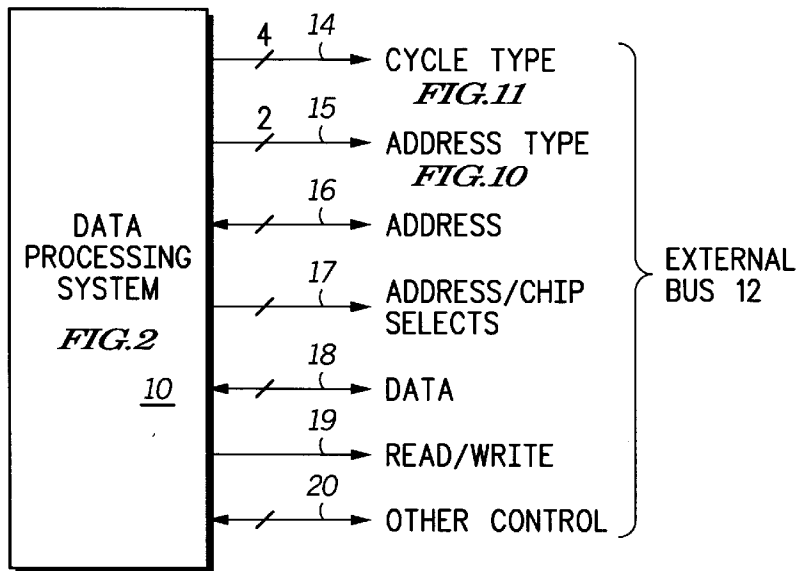 4 14 CYCLE TYPE
FIG.11
2 15 ADDRESS TYPE
FIG.10
16 ADDRESS
17 ADDRESS/CHIP
SELECTS
18 DATA
19 READ/WRITE
20 OTHER CONTROL
DATA
PROCESSING
SYSTEM
FIG.2
10
EXTERNAL
BUS 12